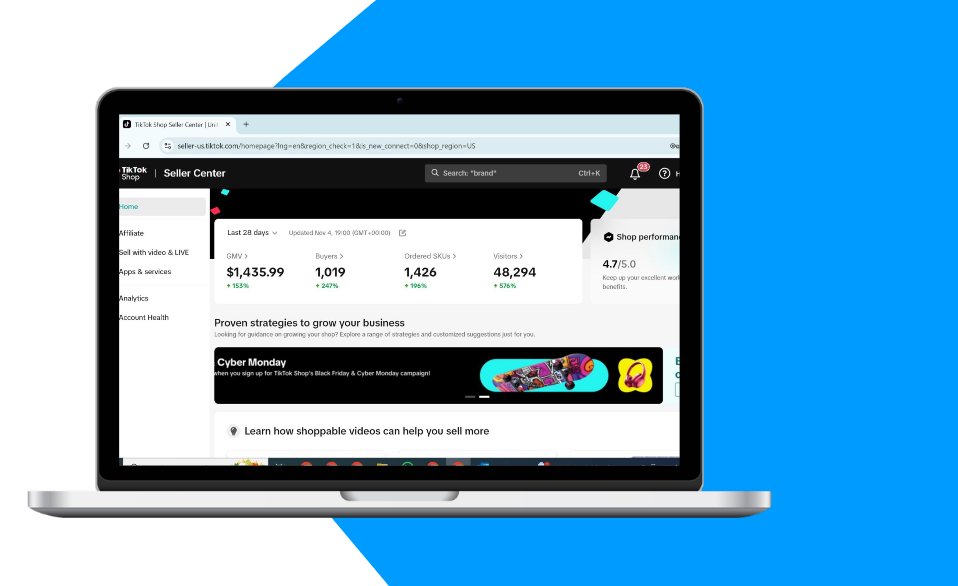 TikTok Shop Seller Center | Unit
seller-us.tiktok.com/homepage?lng=en&region_check=1&is_new_connect=0&shop_region=US
TikTok
Shop
Seller Center
Search: "brand"
Ctrl+K
23
?
H
Home
Affiliate
Sell with video & LIVE
Apps & services
Analytics
Account Health
Last 28 days
Updated Nov 4, 19:00 (GMT+00:00)
GMV
Buyers
Ordered SKUs
Visitors
$1,435.99
1,019
1,426
48,294
+ 153%
+ 247%
+ 196%
+ 576%
Shop performan
4.7/5.0
Keep up your excellent work
benefits.
Proven strategies to grow your business
Looking for guidance on growing your shop? Explore a range of strategies and customized suggestions just for you.
Cyber Monday
when you sign up for TikTok Shop's Black Friday & Cyber Monday campaign!
Learn how shoppable videos can help you sell more